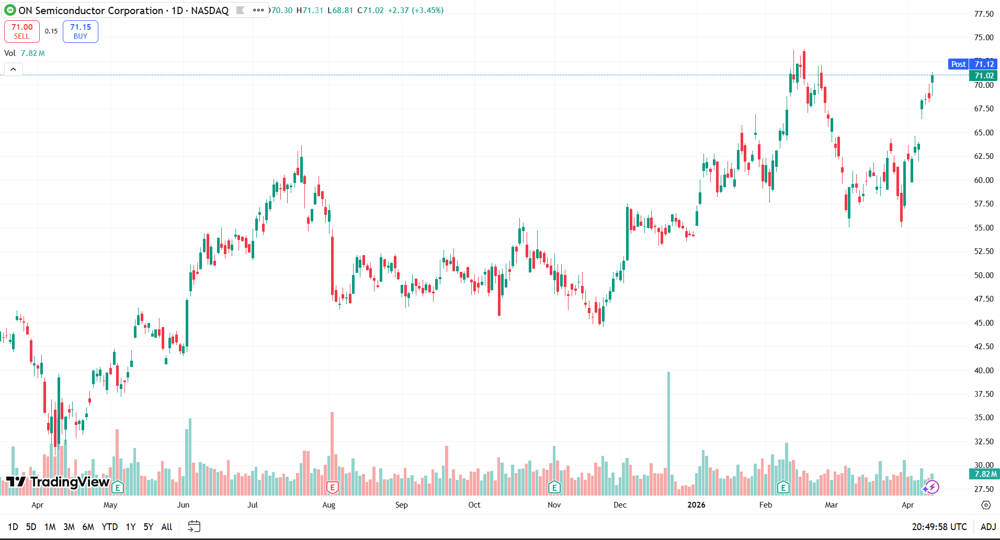 ON Semiconductor Corporation · 1D · NASDAQ ••• 70.30 H71.31 L68.81 C71.02 +2.37 (+3.45%)
71.00 SELL
0.15
71.15 BUY
Vol 7.82M
77.50
75.00
Post 71.12
71.02
70.00
67.50
65.00
62.50
60.00
57.50
55.00
52.50
50.00
47.50
45.00
42.50
40.00
37.50
35.00
32.50
30.00
7.82M
27.50
TradingView
E
E
E
E
Apr May Jun Jul Aug Sep Oct Nov Dec 2026 Feb Mar Apr
1D 5D 1M 3M 6M YTD 1Y 5Y All
20:49:58 UTC ADJ